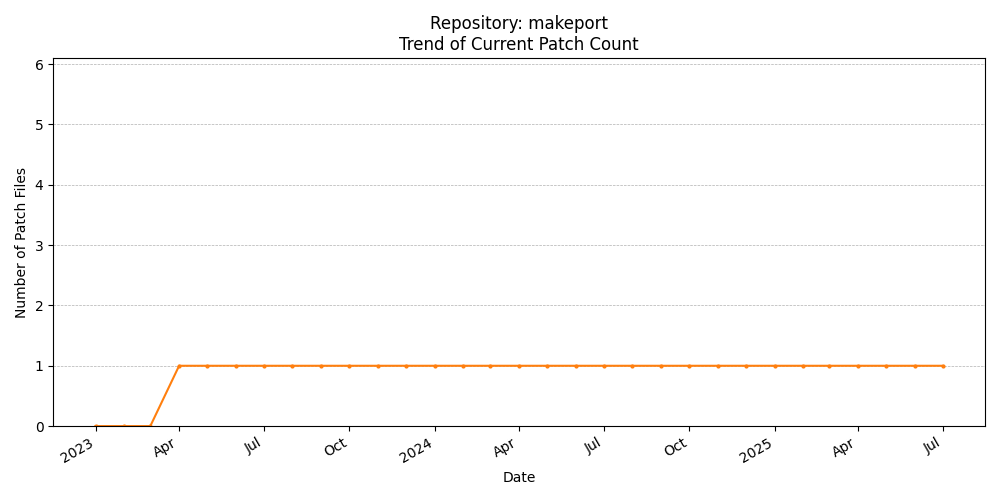 Repository: makeport
Trend of Current Patch Count
Number of Patch Files
6
5
4
3
2
1
0
2023 Apr Jul Oct 2024 Apr Jul Oct 2025 Apr Jul
Date